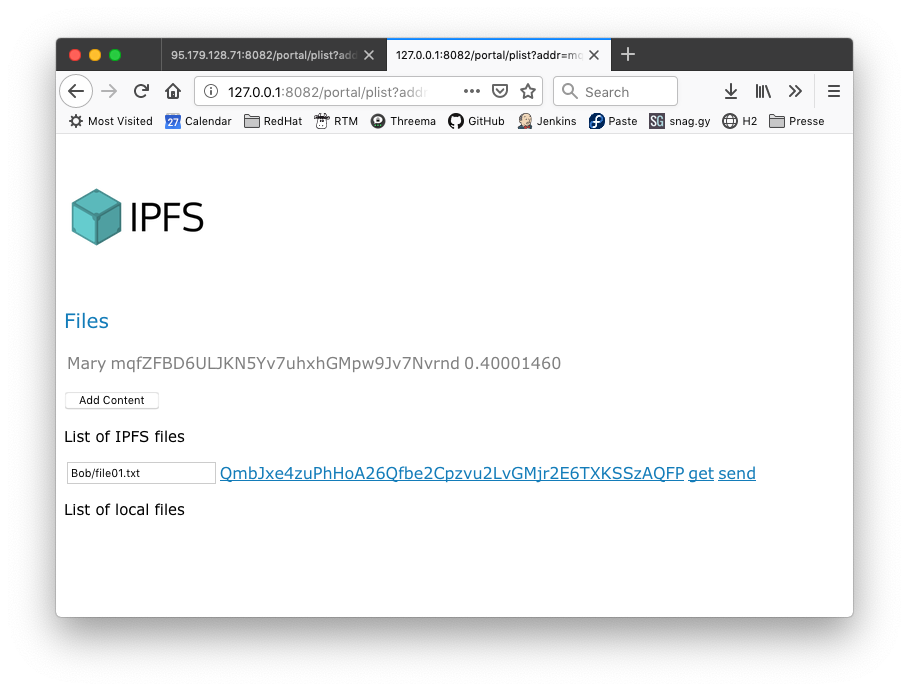 95.179.128.71:8082/portal/plist?add
127.0.0.1:8082/portal/plist?addr=mq
127.0.0.1:8082/portal/plist?addr
Search
Most Visited 27 Calendar RedHat RTM Threema GitHub Jenkins Paste SG snag.gy H2 Presse
IPFS
Files
Mary mqfZFBD6ULJKN5Yv7uhxhGMpw9Jv7Nvrnd 0.40001460
Add Content
List of IPFS files
Bob/file01.txt QmbJxe4zuPhHoA26Qfbe2Cpzvu2LvGMjr2E6TXKSSzAQFP get send
List of local files